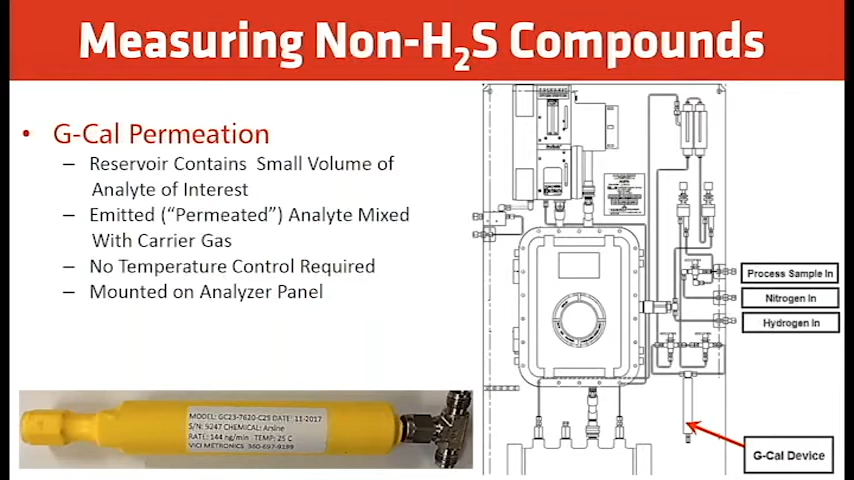 Measuring Non-H₂S Compounds
• G-Cal Permeation
– Reservoir Contains Small Volume of
Analyte of Interest
– Emitted (“Permeated”) Analyte Mixed
With Carrier Gas
– No Temperature Control Required
– Mounted on Analyzer Panel
MODEL: GC23-7620-C29 DATE: 11-2017
S/N: 9247 CHEMICAL: Arsine
RATE: 144 ng/min TEMP: 25 C
VICI METRONICS 360-697-9199
Process Sample In
Nitrogen In
Hydrogen In
G-Cal Device